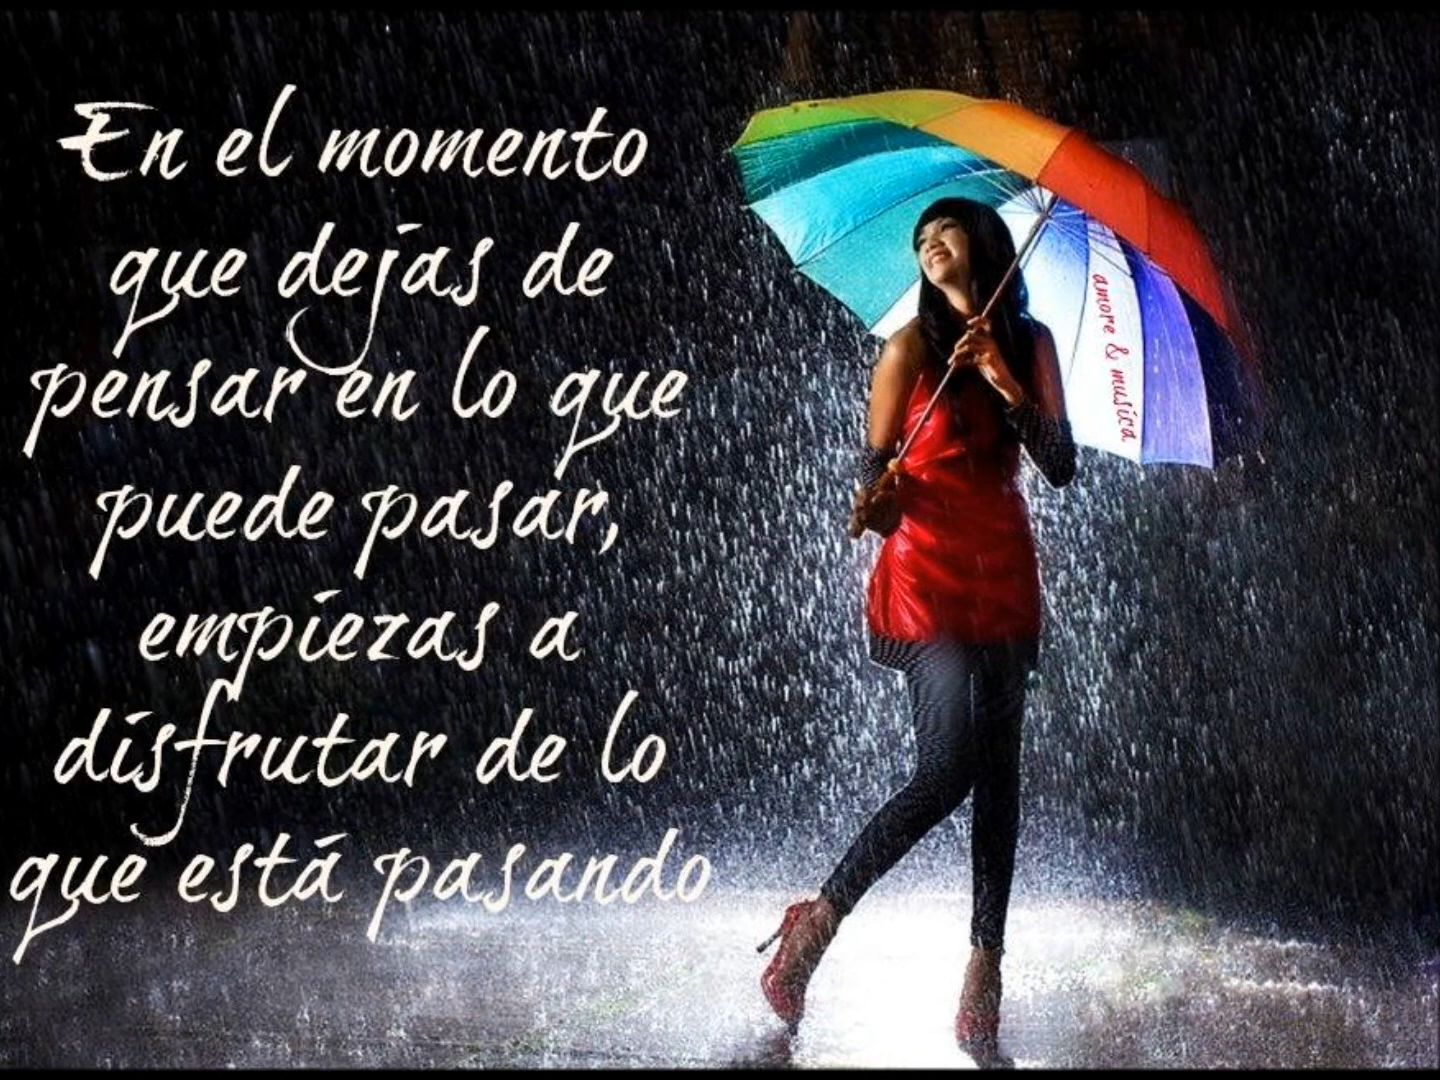 En el momento
que dejas de
pensar en lo que
puede pasar,
empiezas a
disfrutar de lo
que está pasando
amore & musica